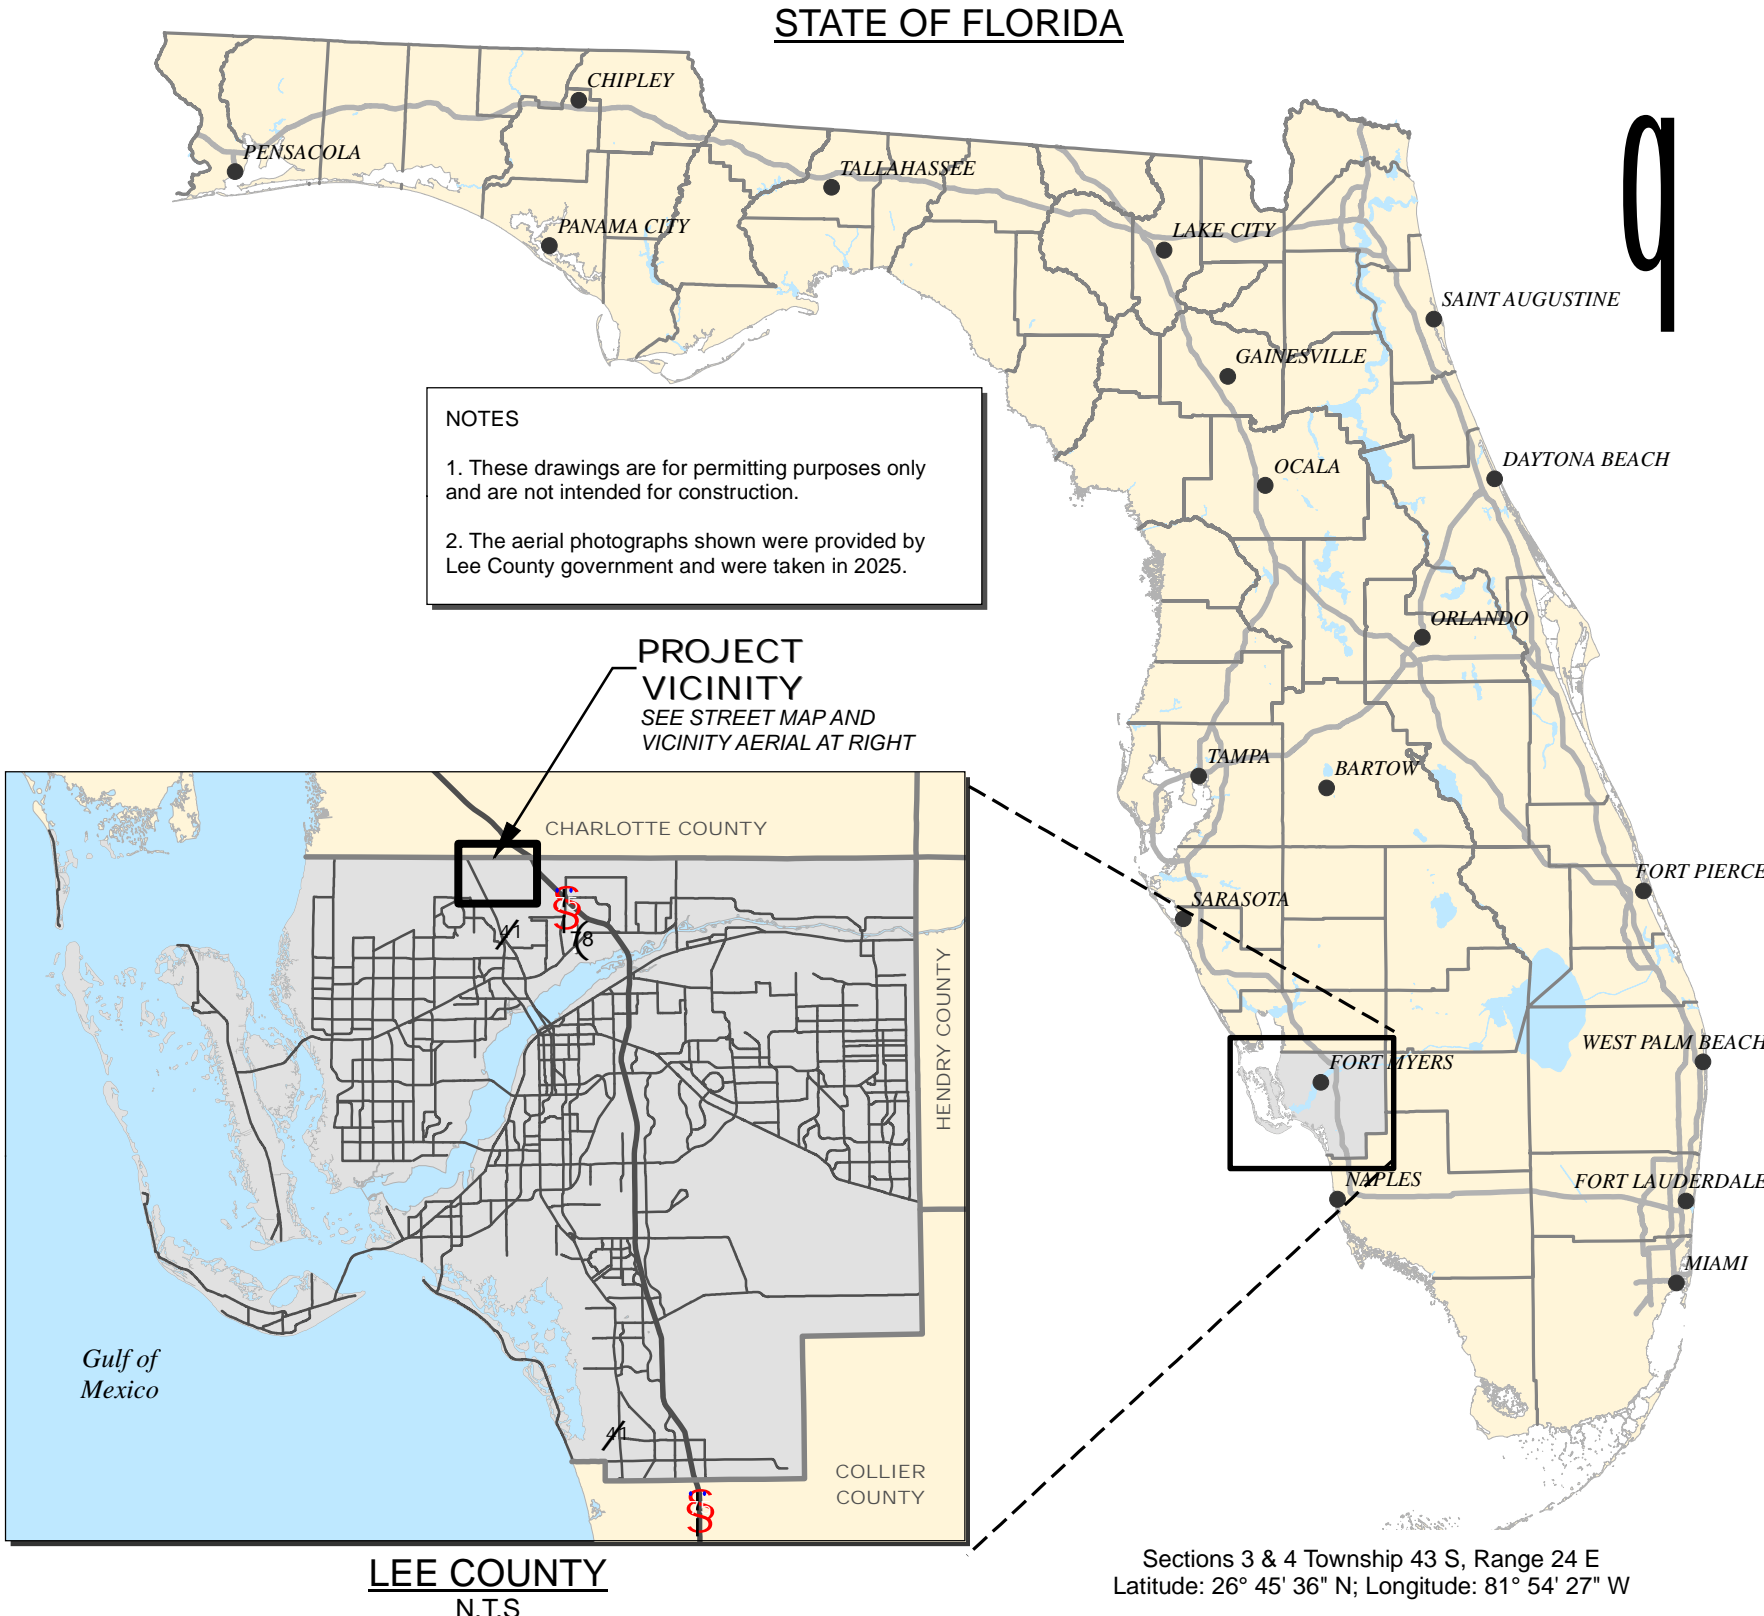 STATE OF FLORIDA
CHIPLEY
PENSACOLA
TALLAHASSEE
PANAMA CITY
LAKE CITY
q
SAINT AUGUSTINE
GAINESVILLE
NOTES
1. These drawings are for permitting purposes only
and are not intended for construction.
2. The aerial photographs shown were provided by
Lee County government and were taken in 2025.
OCALA
DAYTONA BEACH
ORLANDO
PROJECT
VICINITY
SEE STREET MAP AND
VICINITY AERIAL AT RIGHT
TAMPA
BARTOW
CHARLOTTE COUNTY
FORT PIERCE
SARASOTA
41
78
HENDRY COUNTY
WEST PALM BEACH
FORT MYERS
NAPLES
FORT LAUDERDALE
MIAMI
Gulf of
Mexico
41
COLLIER
COUNTY
LEE COUNTY
N.T.S
Sections 3 & 4 Township 43 S, Range 24 E
Latitude: 26° 45' 36" N; Longitude: 81° 54' 27" W